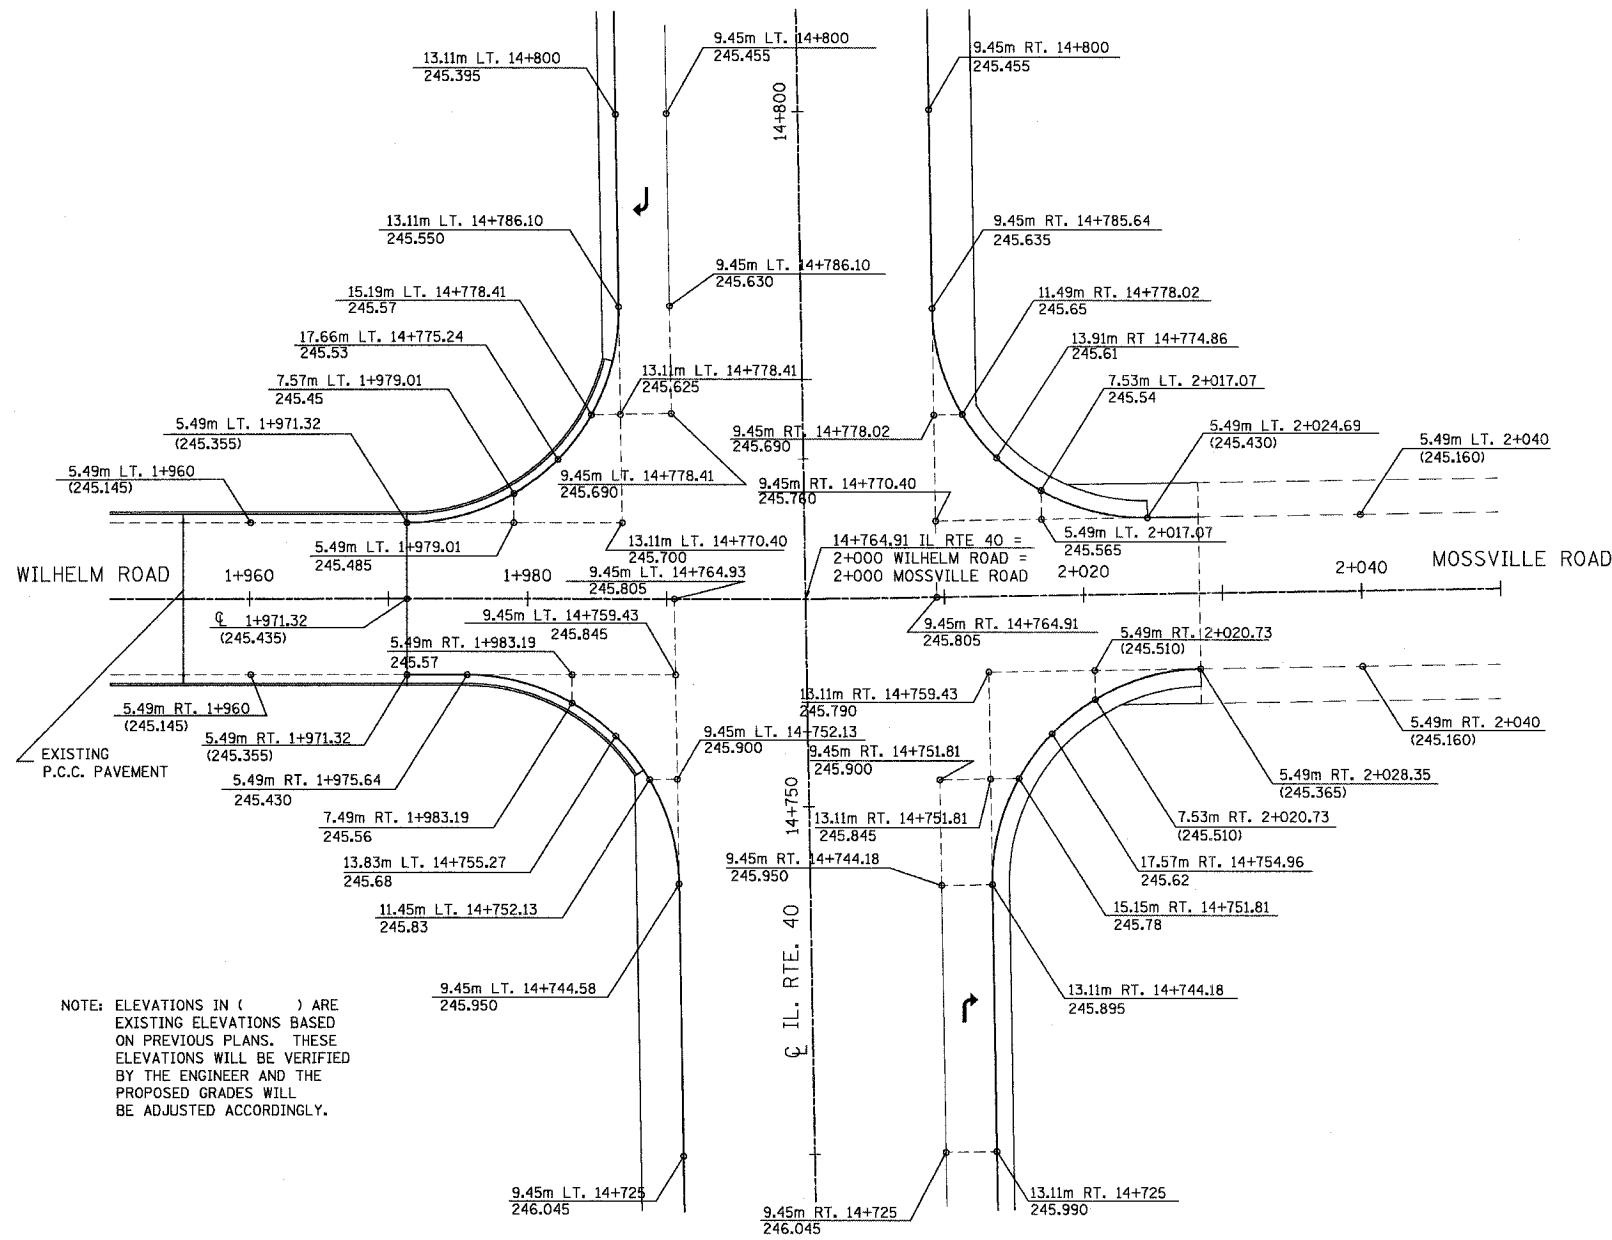 9.45m LT. 14+800
245.455
9.45m RT. 14+800
245.455
13.11m LT. 14+800
245.395
14+800
13.11m LT. 14+786.10
245.550
9.45m RT. 14+785.64
245.635
9.45m LT. 14+786.10
245.630
15.19m LT. 14+778.41
245.57
11.49m RT. 14+778.02
245.65
17.66m LT. 14+775.24
245.53
13.91m RT 14+774.86
245.61
13.11m LT. 14+778.41
245.625
7.57m LT. 1+979.01
245.45
7.53m LT. 2+017.07
245.54
5.49m LT. 1+971.32
(245.355)
9.45m RT. 14+778.02
245.690
5.49m LT. 2+024.69
(245.430)
5.49m LT. 2+040
(245.160)
5.49m LT. 1+960
(245.145)
9.45m LT. 14+778.41
245.690
9.45m RT. 14+770.40
245.760
5.49m LT. 1+979.01
245.485
13.11m LT. 14+770.40
245.700
14+764.91 IL RTE 40 =
2+000 WILHELM ROAD =
2+000 MOSSVILLE ROAD
5.49m LT. 2+017.07
245.565
WILHELM ROAD
1+960
1+980
2+020
2+040
MOSSVILLE ROAD
9.45m LT. 14+764.93
245.805
℄ 1+971.32
(245.435)
9.45m LT. 14+759.43
245.845
9.45m RT. 14+764.91
245.805
5.49m RT. 1+983.19
245.57
5.49m RT. 2+020.73
(245.510)
5.49m RT. 1+960
(245.145)
13.11m RT. 14+759.43
245.790
5.49m RT. 1+971.32
(245.355)
9.45m LT. 14+752.13
245.900
5.49m RT. 2+040
(245.160)
EXISTING
P.C.C. PAVEMENT
9.45m RT. 14+751.81
245.900
5.49m RT. 1+975.64
245.430
5.49m RT. 2+028.35
(245.365)
14+750
7.49m RT. 1+983.19
245.56
13.11m RT. 14+751.81
245.845
7.53m RT. 2+020.73
(245.510)
13.83m LT. 14+755.27
245.68
9.45m RT. 14+744.18
245.950
17.57m RT. 14+754.96
245.62
11.45m LT. 14+752.13
245.83
15.15m RT. 14+751.81
245.78
℄ IL. RTE. 40
9.45m LT. 14+744.58
245.950
13.11m RT. 14+744.18
245.895
NOTE: ELEVATIONS IN ( ) ARE
EXISTING ELEVATIONS BASED
ON PREVIOUS PLANS. THESE
ELEVATIONS WILL BE VERIFIED
BY THE ENGINEER AND THE
PROPOSED GRADES WILL
BE ADJUSTED ACCORDINGLY.
9.45m LT. 14+725
246.045
13.11m RT. 14+725
245.990
9.45m RT. 14+725
246.045